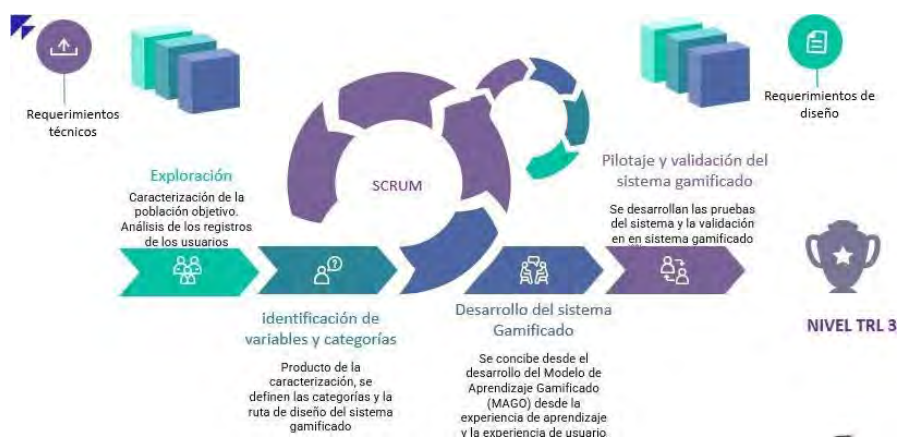 Requerimientos
técnicos
Requerimientos de
diseño
Exploración
Caracterización de la
población objetivo.
Análisis de los registros
de los usuarios
SCRUM
Pilotaje y validación del
sistema gamificado
Se desarrollan las pruebas
del sistema y la validación
en en sistema gamificado
identificación de
variables y categorías
Producto de la
caracterización, se
definen las categorías y la
ruta de diseño del sistema
gamificado
Desarrollo del sistema
Gamificado
Se concibe desde el
desarrollo del Modelo de
Aprendizaje Gamificado
(MAGO) desde la
experiencia de aprendizaje
y la experiencia de usuario
NIVEL TRL 3